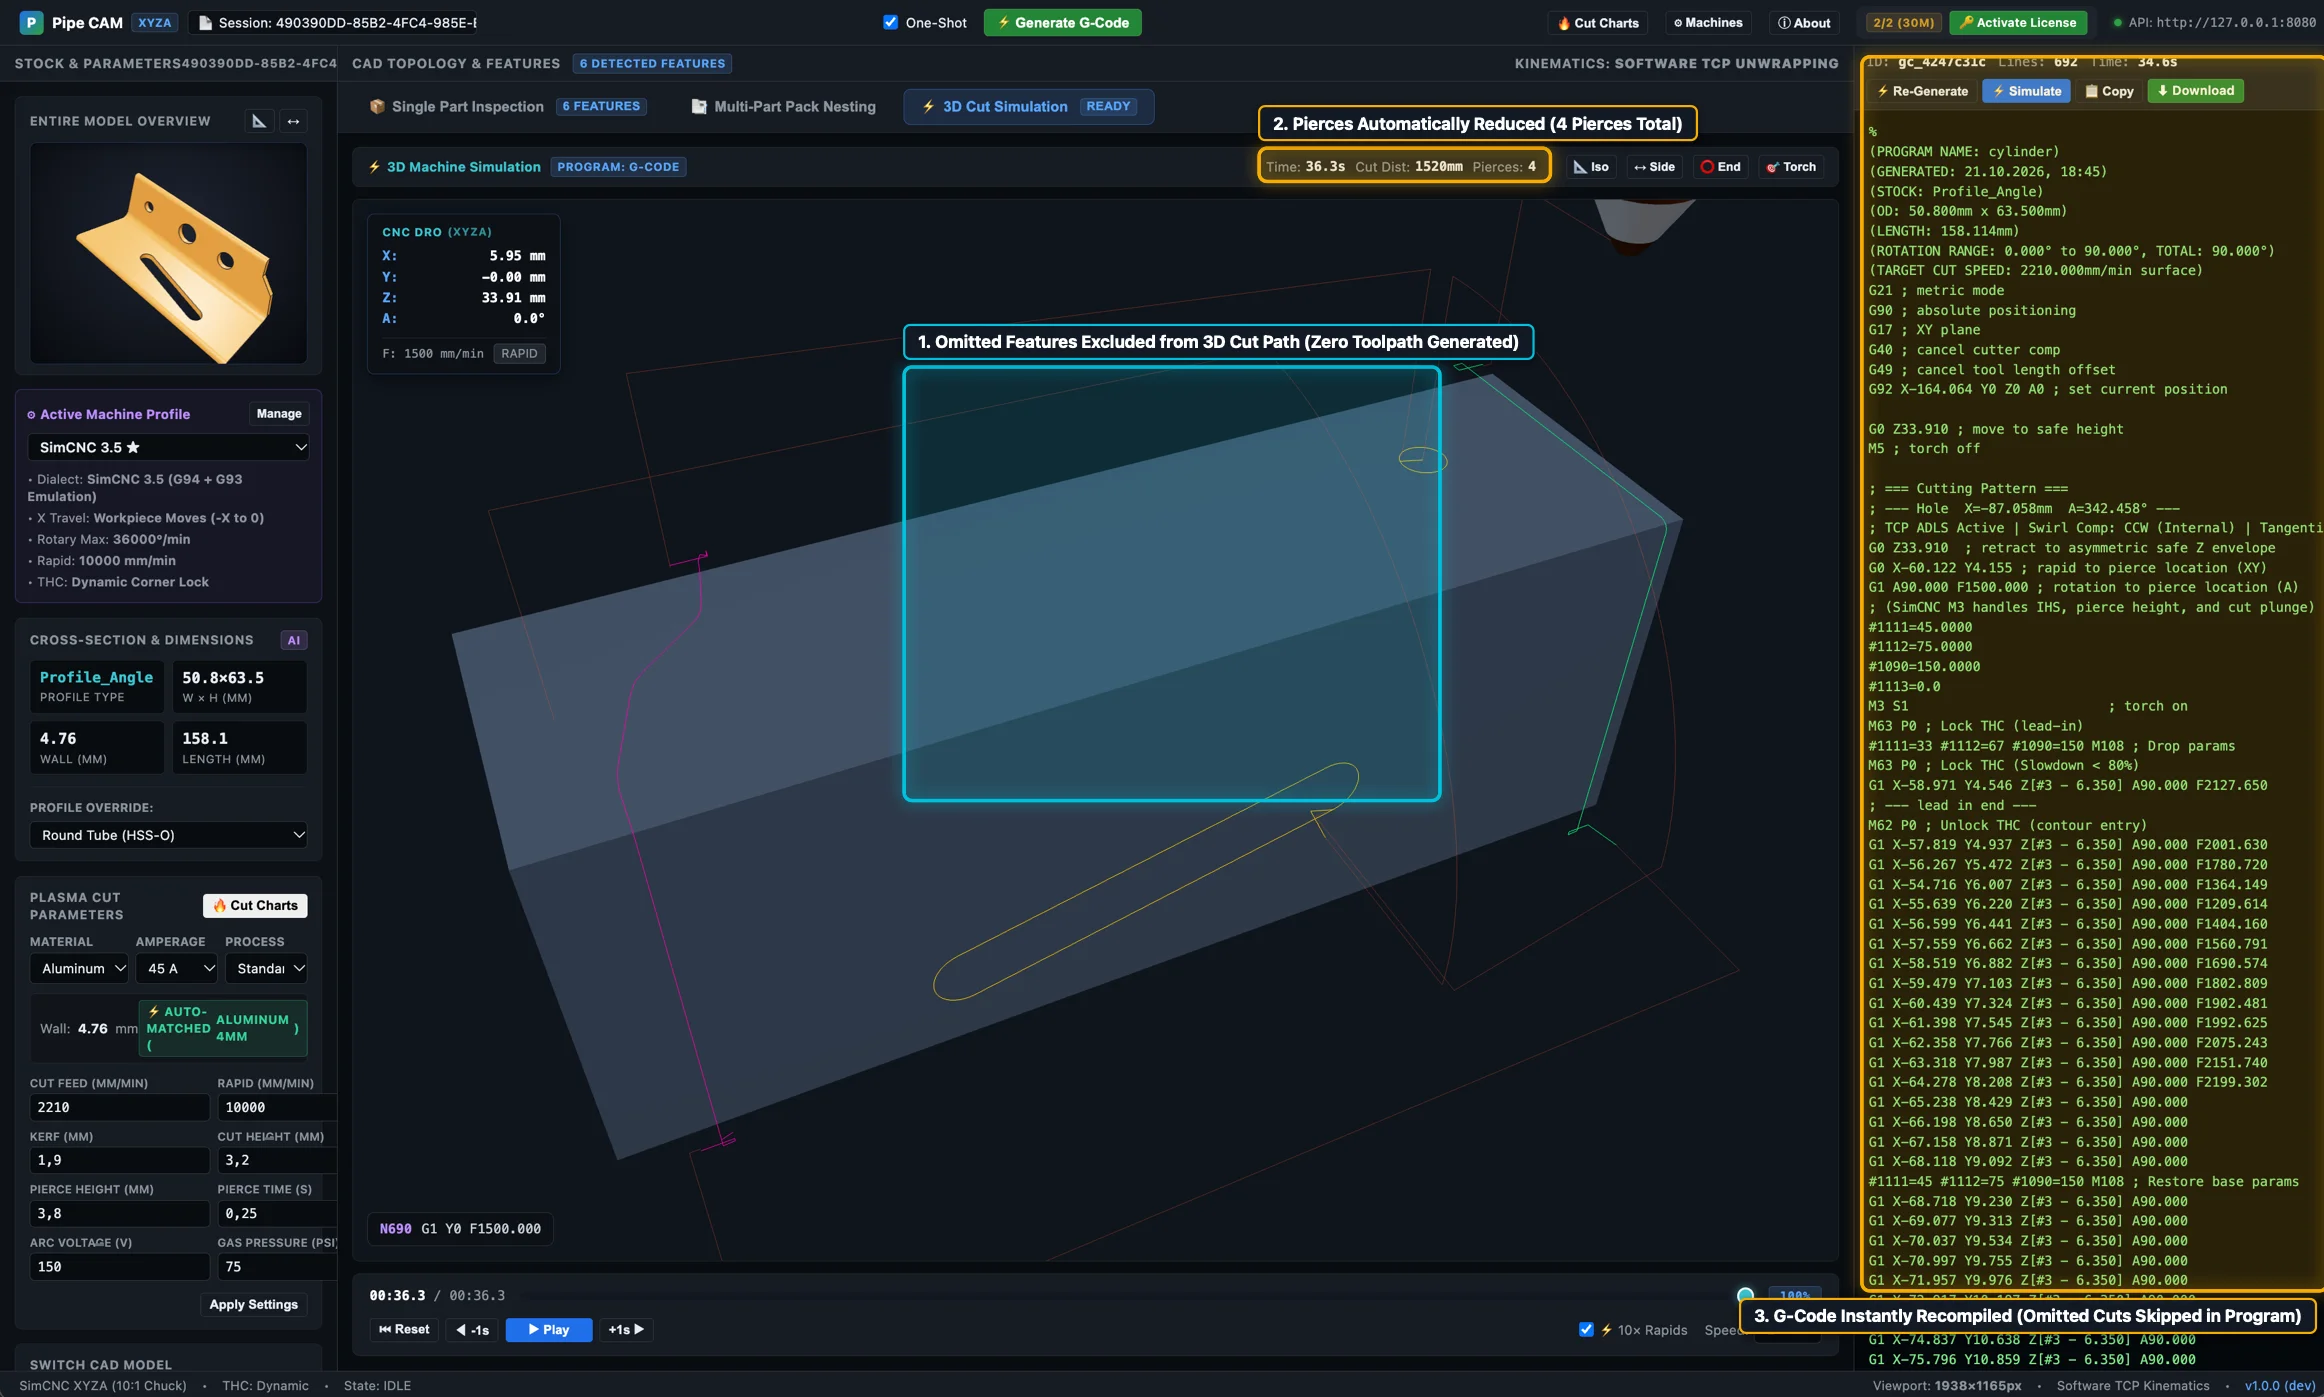 P Pipe CAM XYZA Session: 490390DD-85B2-4FC4-985E-E
One-Shot ⚡ Generate G-Code
Cut Charts Machines About 2/2 (30M) Activate License API: http://127.0.0.1:8080
STOCK & PARAMETERS490390DD-85B2-4FC4
ENTIRE MODEL OVERVIEW
Active Machine Profile Manage
SimCNC 3.5 ★
• Dialect: SimCNC 3.5 (G94 + G93
Emulation)
• X Travel: Workpiece Moves (-X to 0)
• Rotary Max: 36000°/min
• Rapid: 10000 mm/min
• THC: Dynamic Corner Lock
CROSS-SECTION & DIMENSIONS AI
Profile_Angle 50.8×63.5
PROFILE TYPE W × H (MM)
4.76 158.1
WALL (MM) LENGTH (MM)
PROFILE OVERRIDE:
Round Tube (HSS-O)
PLASMA CUT
PARAMETERS
Cut Charts
MATERIAL AMPERAGE PROCESS
Aluminum 45 A Standar
Wall: 4.76 mm
⚡ AUTO-
MATCHED
(
ALUMINUM
4MM
)
CUT FEED (MM/MIN) RAPID (MM/MIN)
2210 10000
KERF (MM) CUT HEIGHT (MM)
1,9 3,2
PIERCE HEIGHT (MM) PIERCE TIME (S)
3,8 0,25
ARC VOLTAGE (V) GAS PRESSURE (PSI)
150 75
Apply Settings
SWITCH CAD MODEL
CAD TOPOLOGY & FEATURES 6 DETECTED FEATURES
KINEMATICS: SOFTWARE TCP UNWRAPPING
Single Part Inspection 6 FEATURES Multi-Part Pack Nesting ⚡ 3D Cut Simulation READY
2. Pierces Automatically Reduced (4 Pierces Total)
⚡ 3D Machine Simulation PROGRAM: G-CODE
Time: 36.3s Cut Dist: 1520mm Pierces: 4
Iso ↔ Side End Torch
CNC DRO (XYZA)
X: 5.95 mm
Y: −0.00 mm
Z: 33.91 mm
A: 0.0°
F: 1500 mm/min RAPID
1. Omitted Features Excluded from 3D Cut Path (Zero Toolpath Generated)
N690 G1 Y0 F1500.000
00:36.3 / 00:36.3 100%
Reset -1s Play +1s
⚡ 10× Rapids Speed
ID: gc_4247c31c Lines: 692 Time: 34.6s
⚡ Re-Generate ⚡ Simulate Copy Download
%
(PROGRAM NAME: cylinder)
(GENERATED: 21.10.2026, 18:45)
(STOCK: Profile_Angle)
(OD: 50.800mm x 63.500mm)
(LENGTH: 158.114mm)
(ROTATION RANGE: 0.000° to 90.000°, TOTAL: 90.000°)
(TARGET CUT SPEED: 2210.000mm/min surface)
G21 ; metric mode
G90 ; absolute positioning
G17 ; XY plane
G40 ; cancel cutter comp
G49 ; cancel tool length offset
G92 X-164.064 Y0 Z0 A0 ; set current position
G0 Z33.910 ; move to safe height
M5 ; torch off
; === Cutting Pattern ===
; --- Hole X=-87.058mm A=342.458° ---
; TCP ADLS Active | Swirl Comp: CCW (Internal) | Tangenti
G0 Z33.910 ; retract to asymmetric safe Z envelope
G0 X-60.122 Y4.155 ; rapid to pierce location (XY)
G1 A90.000 F1500.000 ; rotation to pierce location (A)
; (SimCNC M3 handles IHS, pierce height, and cut plunge)
#1111=45.0000
#1112=75.0000
#1090=150.0000
#1113=0.0
M3 S1 ; torch on
M63 P0 ; Lock THC (lead-in)
#1111=33 #1112=67 #1090=150 M108 ; Drop params
M63 P0 ; Lock THC (Slowdown < 80%)
G1 X-58.971 Y4.546 Z[#3 - 6.350] A90.000 F2127.650
; --- lead in end ---
M62 P0 ; Unlock THC (contour entry)
G1 X-57.819 Y4.937 Z[#3 - 6.350] A90.000 F2001.630
G1 X-56.267 Y5.472 Z[#3 - 6.350] A90.000 F1780.720
G1 X-54.716 Y6.007 Z[#3 - 6.350] A90.000 F1364.149
G1 X-55.639 Y6.220 Z[#3 - 6.350] A90.000 F1209.614
G1 X-56.599 Y6.441 Z[#3 - 6.350] A90.000 F1404.160
G1 X-57.559 Y6.662 Z[#3 - 6.350] A90.000 F1560.791
G1 X-58.519 Y6.882 Z[#3 - 6.350] A90.000 F1690.574
G1 X-59.479 Y7.103 Z[#3 - 6.350] A90.000 F1802.809
G1 X-60.439 Y7.324 Z[#3 - 6.350] A90.000 F1902.481
G1 X-61.398 Y7.545 Z[#3 - 6.350] A90.000 F1992.625
G1 X-62.358 Y7.766 Z[#3 - 6.350] A90.000 F2075.243
G1 X-63.318 Y7.987 Z[#3 - 6.350] A90.000 F2151.740
G1 X-64.278 Y8.208 Z[#3 - 6.350] A90.000 F2199.302
G1 X-65.238 Y8.429 Z[#3 - 6.350] A90.000
G1 X-66.198 Y8.650 Z[#3 - 6.350] A90.000
G1 X-67.158 Y8.871 Z[#3 - 6.350] A90.000
G1 X-68.118 Y9.092 Z[#3 - 6.350] A90.000
#1111=45 #1112=75 #1090=150 M108 ; Restore base params
G1 X-68.718 Y9.230 Z[#3 - 6.350] A90.000
G1 X-69.077 Y9.313 Z[#3 - 6.350] A90.000
G1 X-70.037 Y9.534 Z[#3 - 6.350] A90.000
G1 X-70.997 Y9.755 Z[#3 - 6.350] A90.000
G1 X-71.957 Y9.976 Z[#3 - 6.350] A90.000
3. G-Code Instantly Recompiled (Omitted Cuts Skipped in Program)
G1 X-74.837 Y10.638 Z[#3 - 6.350] A90.000
G1 X-75.796 Y10.859 Z[#3 - 6.350] A90.000
SimCNC XYZA (10:1 Chuck) • THC: Dynamic • State: IDLE
Viewport: 1938×1165px • Software TCP Kinematics • v1.0.0 (dev)